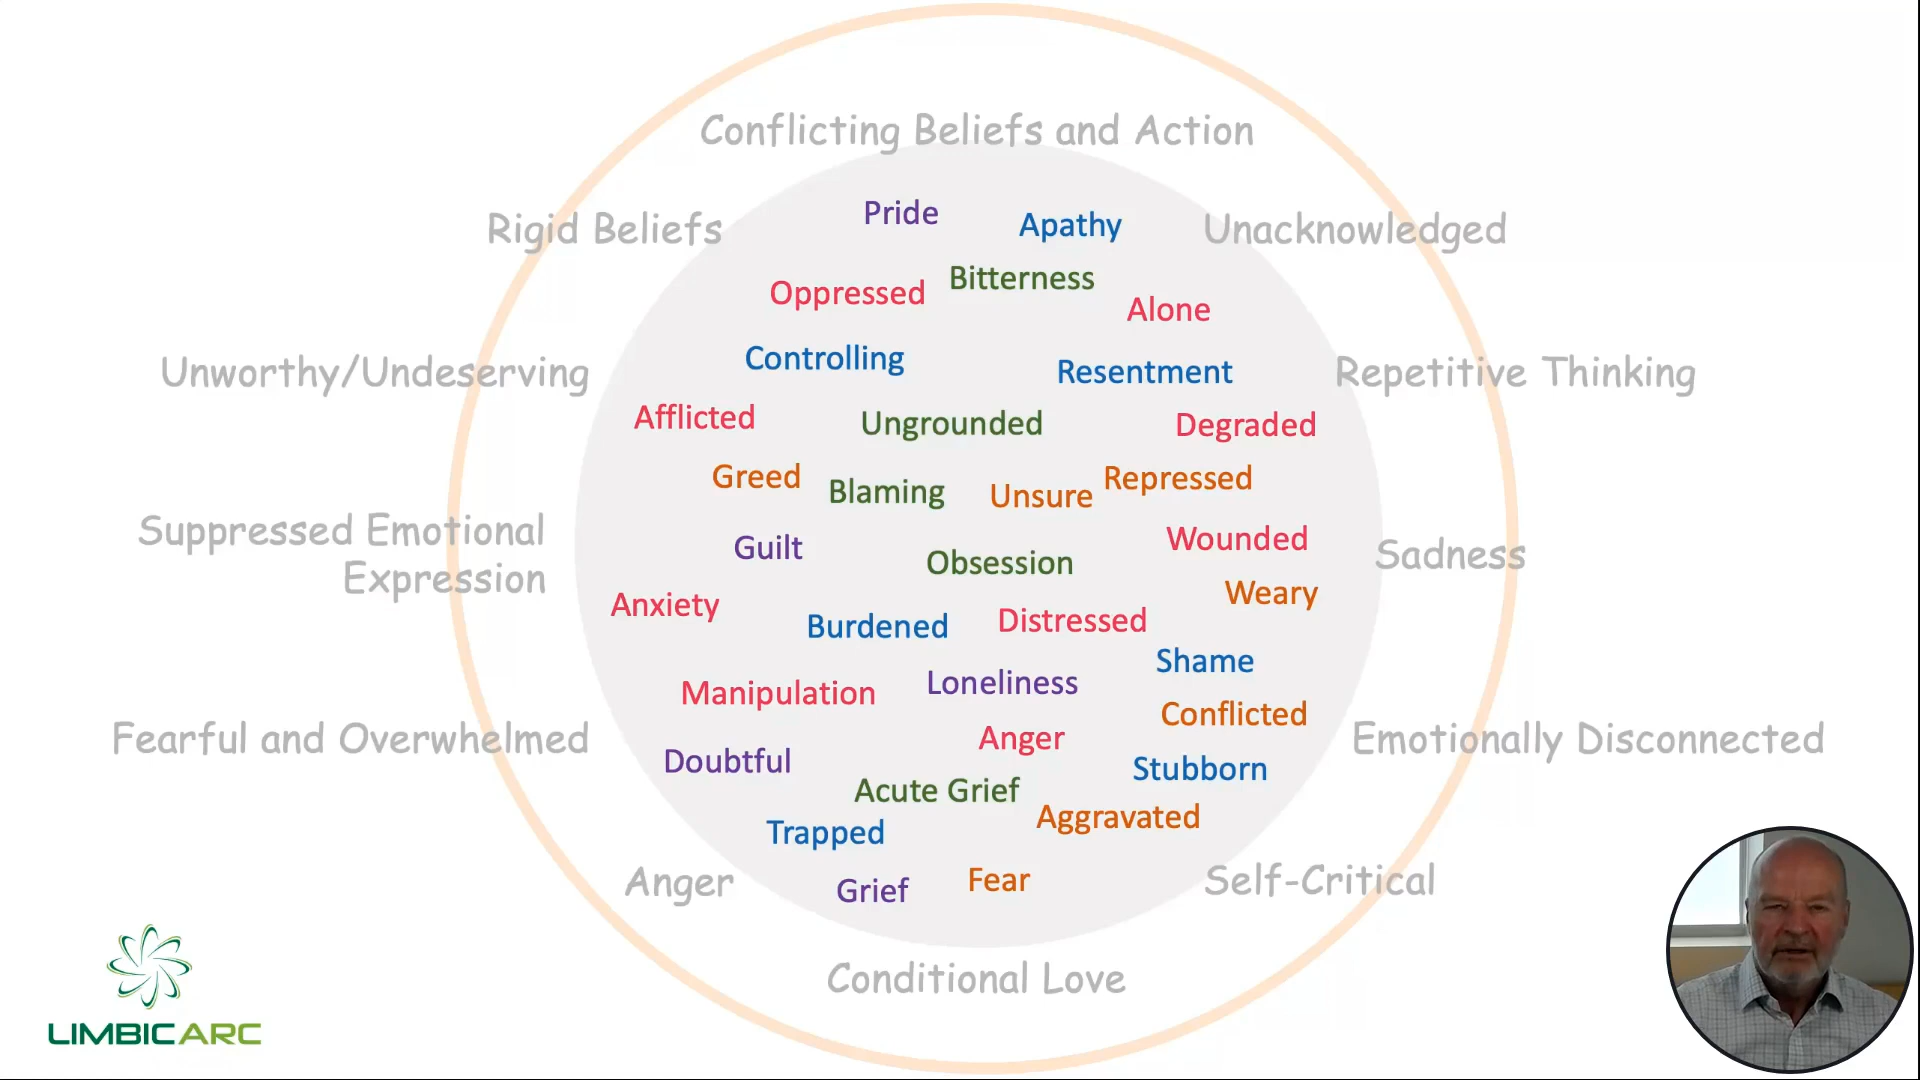 Conflicting Beliefs and Action
Rigid Beliefs
Unacknowledged
Pride
Apathy
Bitterness
Oppressed
Alone
Controlling
Resentment
Unworthy/Undeserving
Repetitive Thinking
Afflicted
Ungrounded
Degraded
Greed
Blaming
Unsure
Repressed
Suppressed Emotional
Expression
Guilt
Obsession
Wounded
Sadness
Weary
Anxiety
Burdened
Distressed
Shame
Manipulation
Loneliness
Conflicted
Fearful and Overwhelmed
Anger
Emotionally Disconnected
Doubtful
Stubborn
Acute Grief
Aggravated
Trapped
Anger
Grief
Fear
Self-Critical
Conditional Love
LIMBICARC